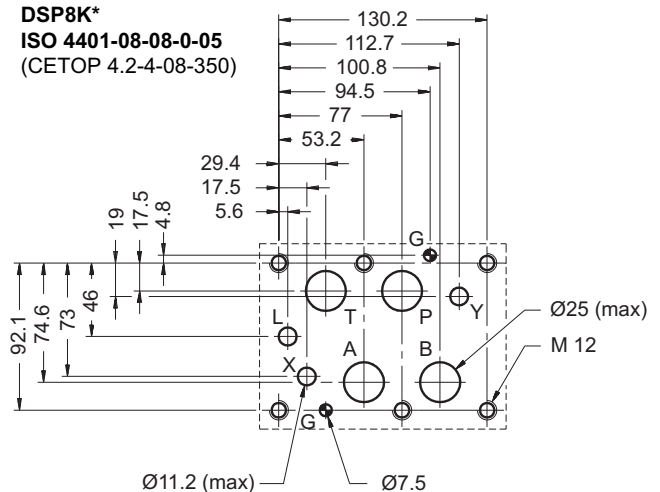 DSP8K*
ISO 4401-08-08-0-05
(CETOP 4.2-4-08-350)
130.2
112.7
100.8
94.5
77
53.2
29.4
17.5
5.6
19
17.5
4.8
92.1
74.6
73
46
G
T
P
Y
L
X
A
B
G
Ø25 (max)
M 12
Ø11.2 (max)
Ø7.5